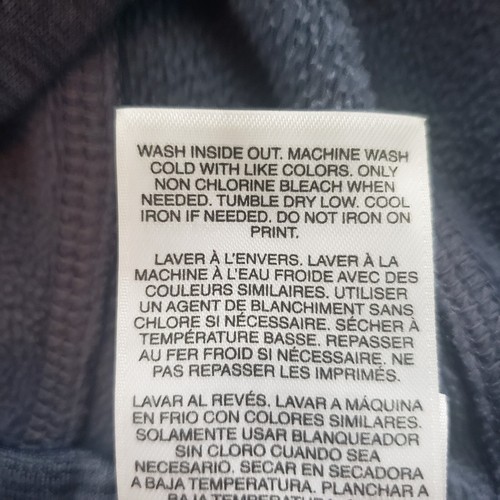 WASH INSIDE OUT. MACHINE WASH
COLD WITH LIKE COLORS. ONLY
NON CHLORINE BLEACH WHEN
NEEDED. TUMBLE DRY LOW. COOL
IRON IF NEEDED. DO NOT IRON ON
PRINT.
LAVER À L'ENVERS. LAVER À LA
MACHINE À L'EAU FROIDE AVEC DES
COULEURS SIMILAIRES. UTILISER
UN AGENT DE BLANCHIMENT SANS
CHLORE SI NÉCESSAIRE. SÉCHER À
TEMPÉRATURE BASSE. REPASSER
AU FER FROID SI NÉCESSAIRE. NE
PAS REPASSER LES IMPRIMÉS.
LAVAR AL REVÉS. LAVAR A MÁQUINA
EN FRIO CON COLORES SIMILARES.
SOLAMENTE USAR BLANQUEADOR
SIN CLORO CUANDO SEA
NECESARIO. SECAR EN SECADORA
A BAJA TEMPERATURA. PLANCHAR A
BAJA TEMPERATURA